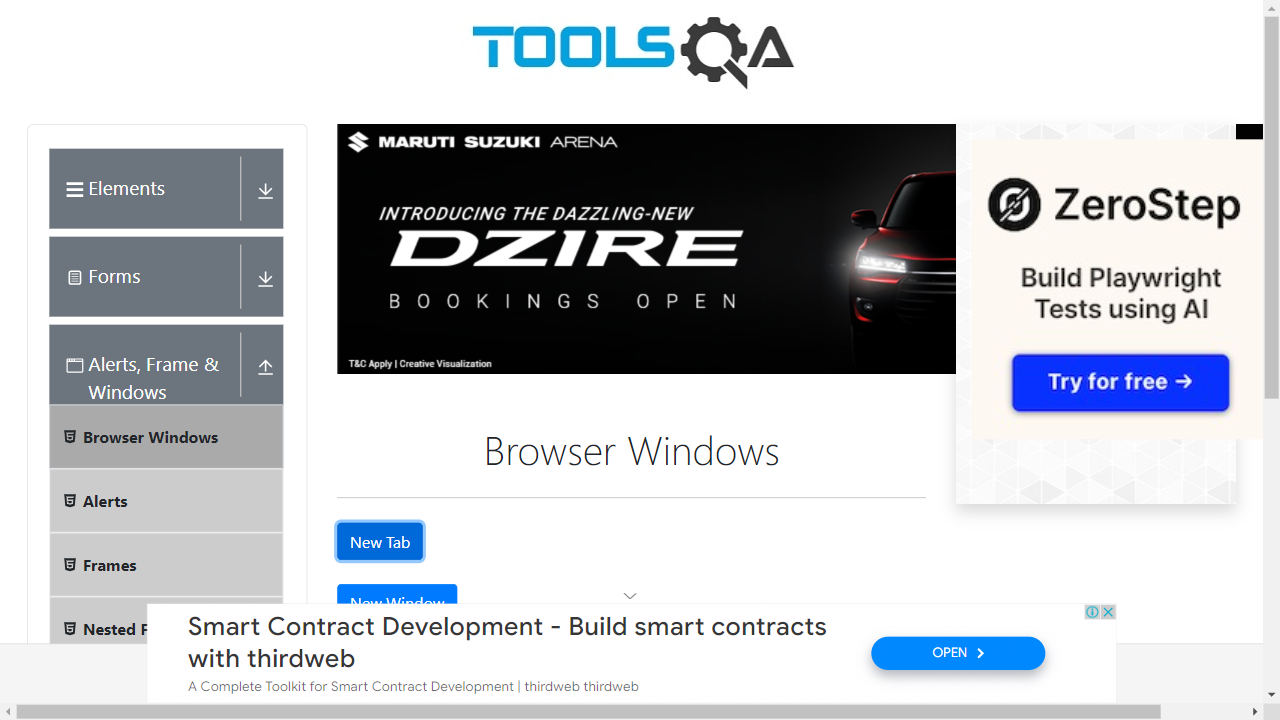 TOOLSQA
Elements
Forms
Alerts, Frame &
Windows
Browser Windows
Alerts
Frames
Nested F
MARUTI SUZUKI ARENA
INTRODUCING THE DAZZLING-NEW
DZIRE
BOOKINGS OPEN
T&C Apply | Creative Visualization
ZeroStep
Build Playwright
Tests using AI
Try for free →
Browser Windows
New Tab
New Window
Smart Contract Development - Build smart contracts
with thirdweb
A Complete Toolkit for Smart Contract Development | thirdweb thirdweb
OPEN